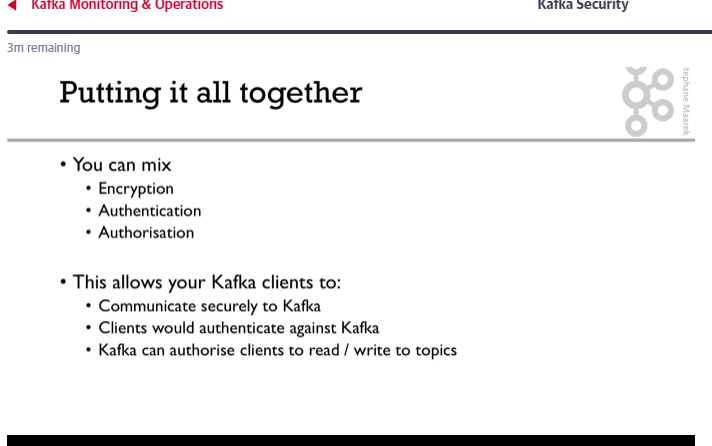 Kafka Monitoring & Operations
Kafka Security
3m remaining
Putting it all together
tephane Maarek
• You can mix
• Encryption
• Authentication
• Authorisation
• This allows your Kafka clients to:
• Communicate securely to Kafka
• Clients would authenticate against Kafka
• Kafka can authorise clients to read / write to topics